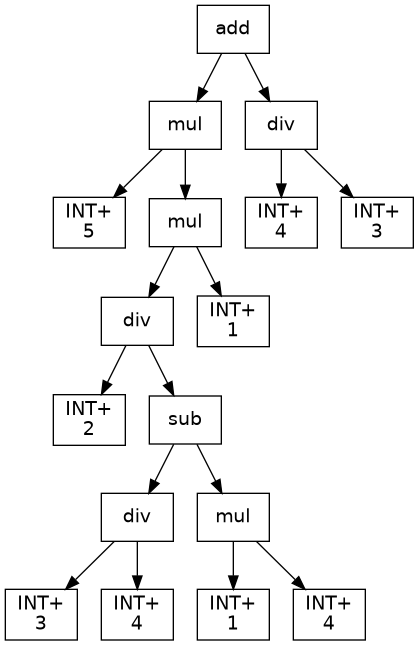 add
mul
div
INT+
5
mul
INT+
4
INT+
3
div
INT+
1
INT+
2
sub
div
mul
INT+
3
INT+
4
INT+
1
INT+
4